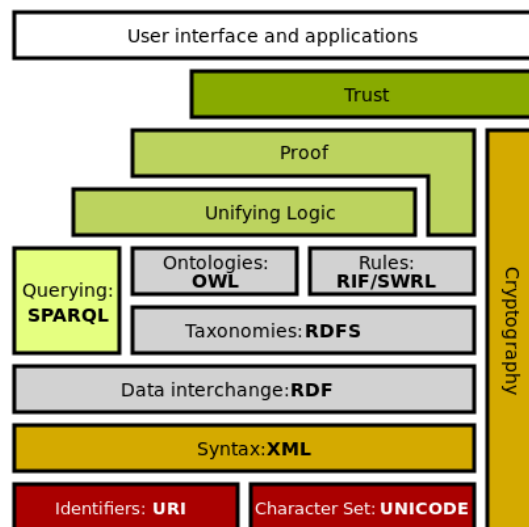 User interface and applications
Trust
Proof
Unifying Logic
Querying:
SPARQL
Ontologies:
OWL
Rules:
RIF/SWRL
Taxonomies:RDFS
Data interchange:RDF
Syntax:XML
Identifiers: URI
Character Set: UNICODE
Cryptography